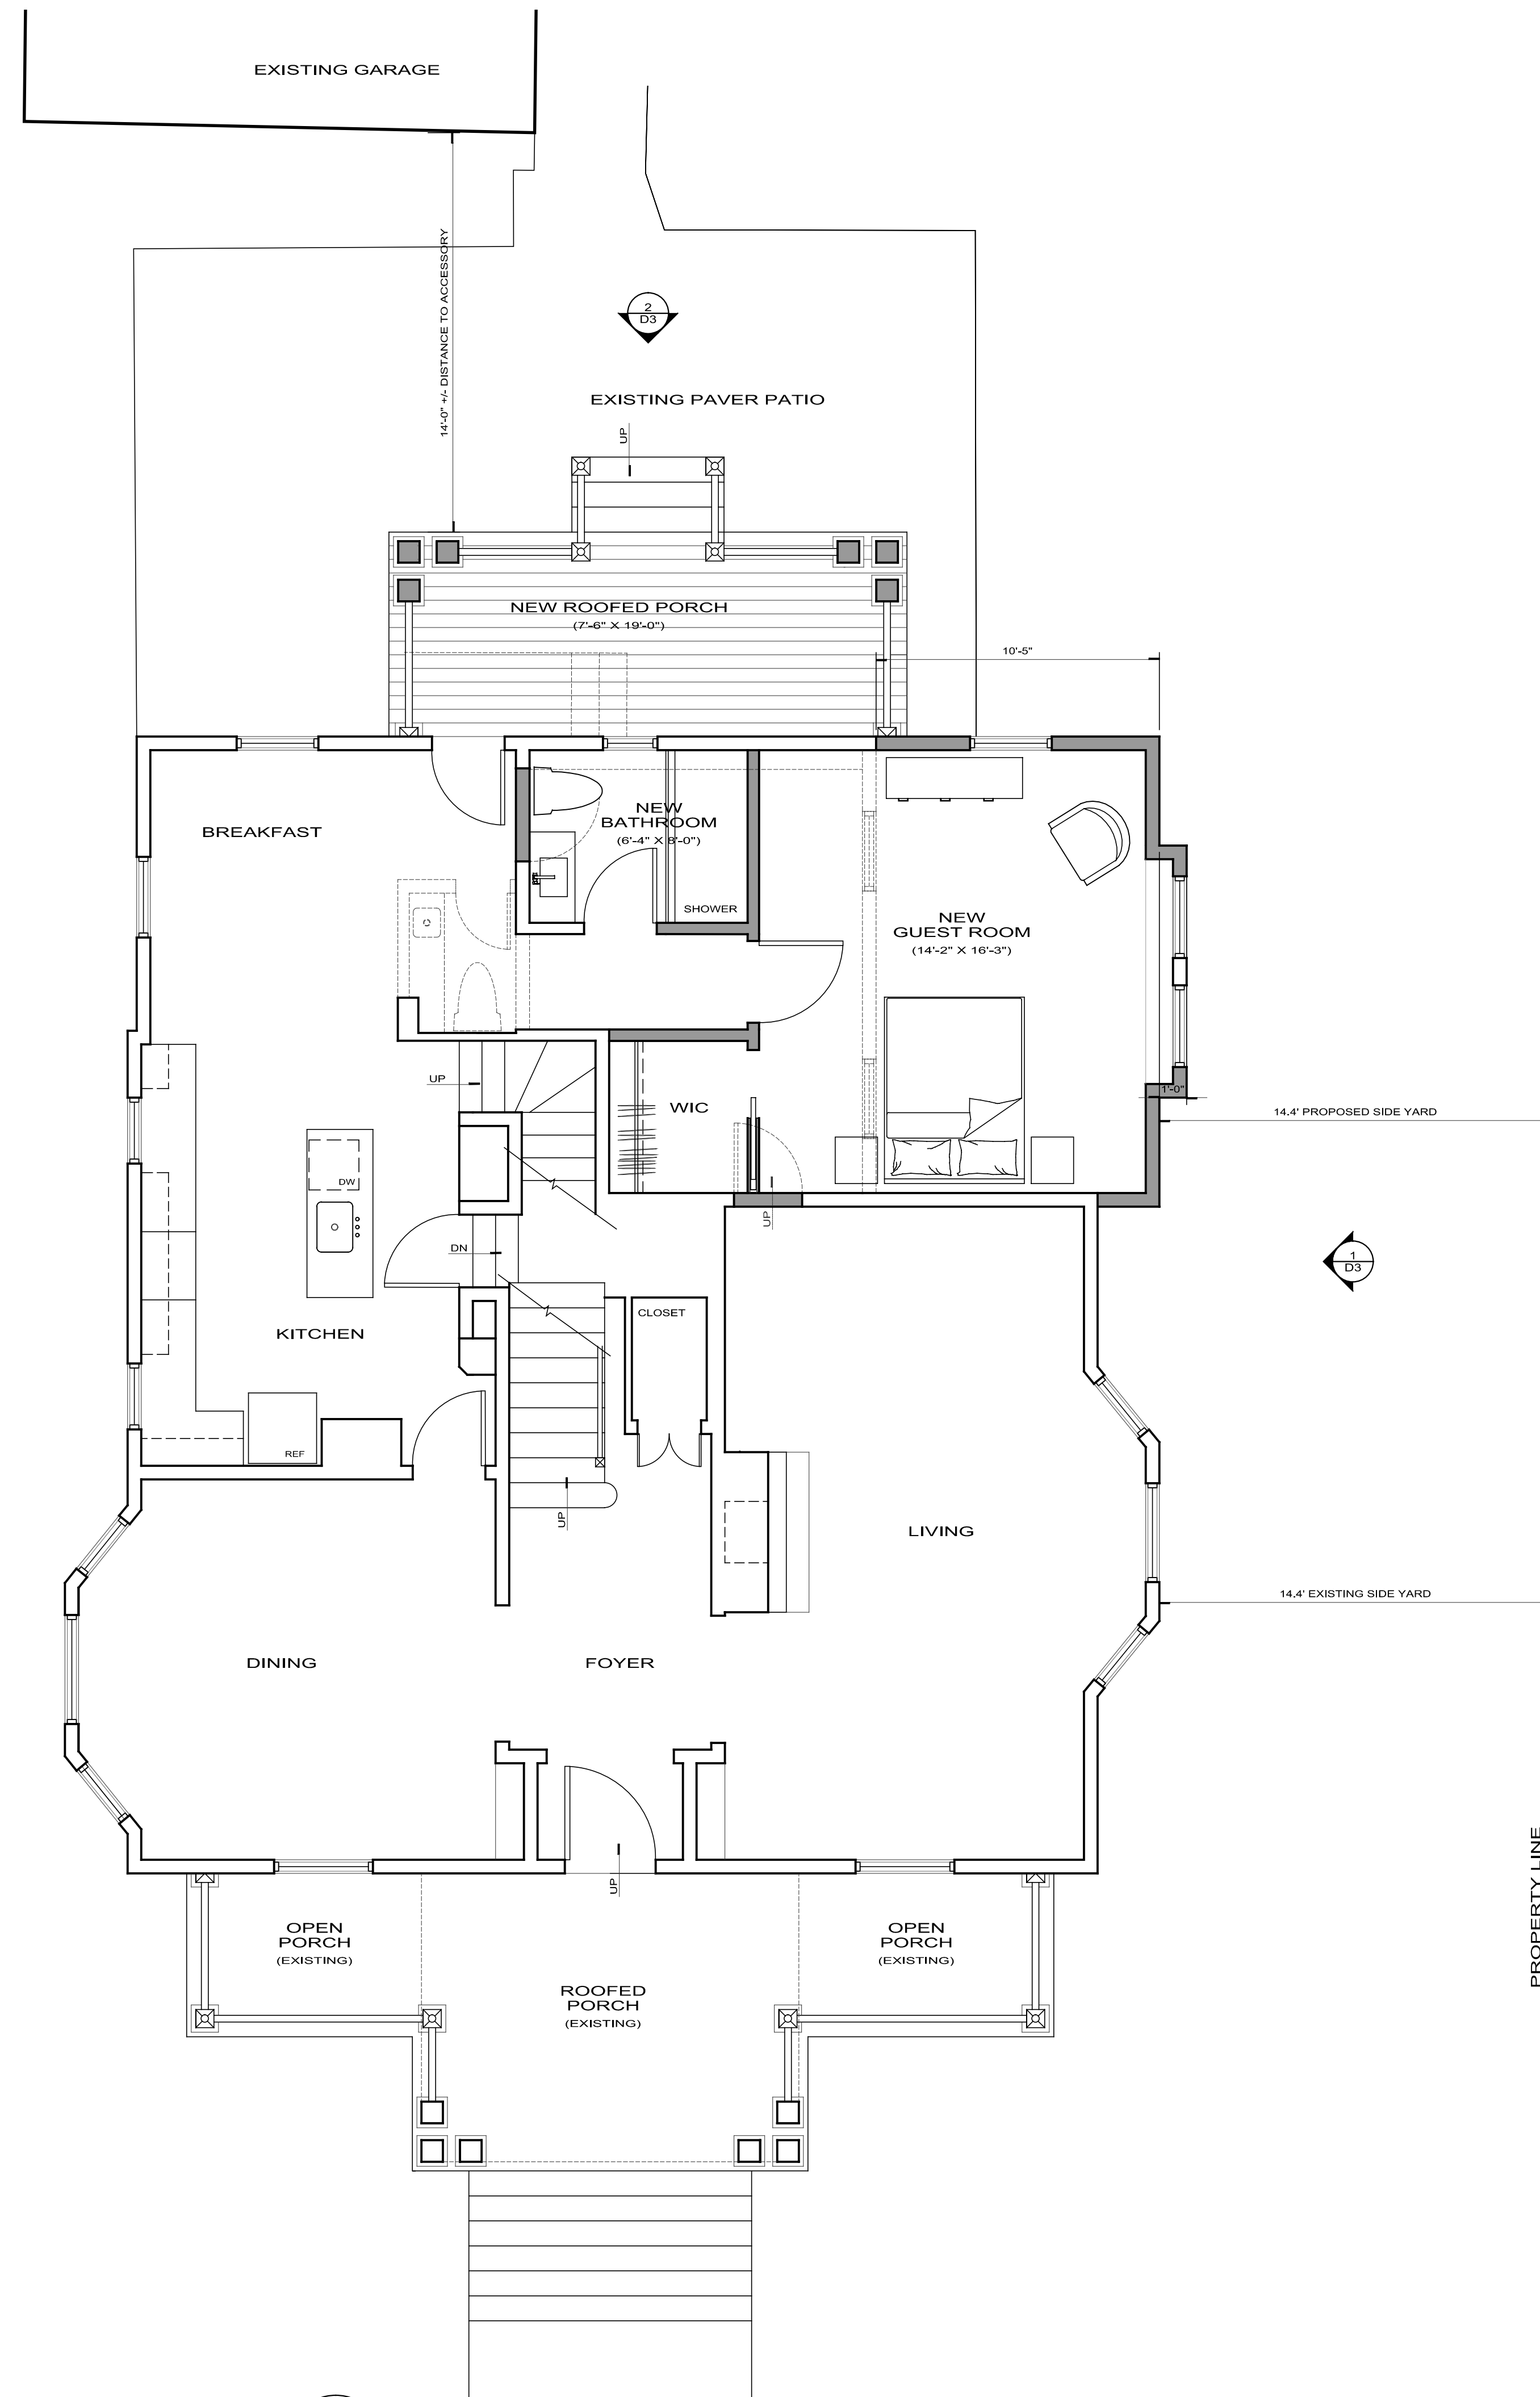 EXISTING GARAGE
14'-0" +/- DISTANCE TO ACCESSORY
2
D3
EXISTING PAVER PATIO
UP
NEW ROOFED PORCH
(7'-6" X 19'-0")
10'-5"
BREAKFAST
NEW
BATHROOM
(6'-4" X 8'-0")
SHOWER
NEW
GUEST ROOM
(14'-2" X 16'-3")
UP
WIC
1'-0"
14.4' PROPOSED SIDE YARD
DW
UP
DN
1
D3
CLOSET
KITCHEN
REF
UP
LIVING
14.4' EXISTING SIDE YARD
DINING
FOYER
UP
PROPERTY LINE
OPEN
PORCH
(EXISTING)
OPEN
PORCH
(EXISTING)
ROOFED
PORCH
(EXISTING)